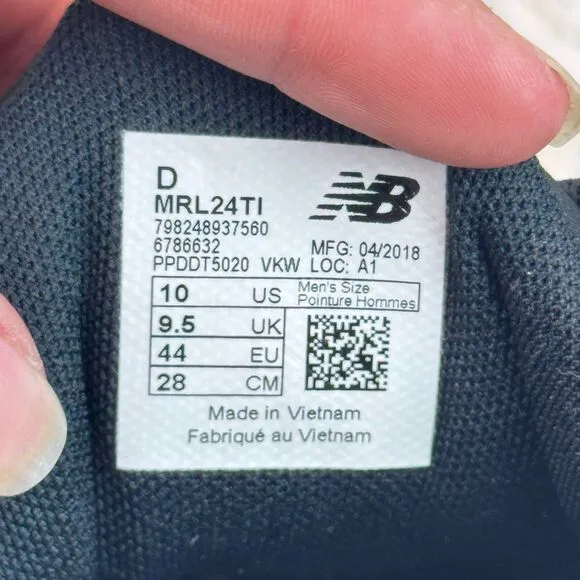 D
MRL24TI
NB
798248937560
6786632 MFG: 04/2018
PPDDT5020 VKW LOC: A1
10 US Men's Size
Pointure Hommes
9.5 UK
44 EU
28 CM
Made in Vietnam
Fabriqué au Vietnam